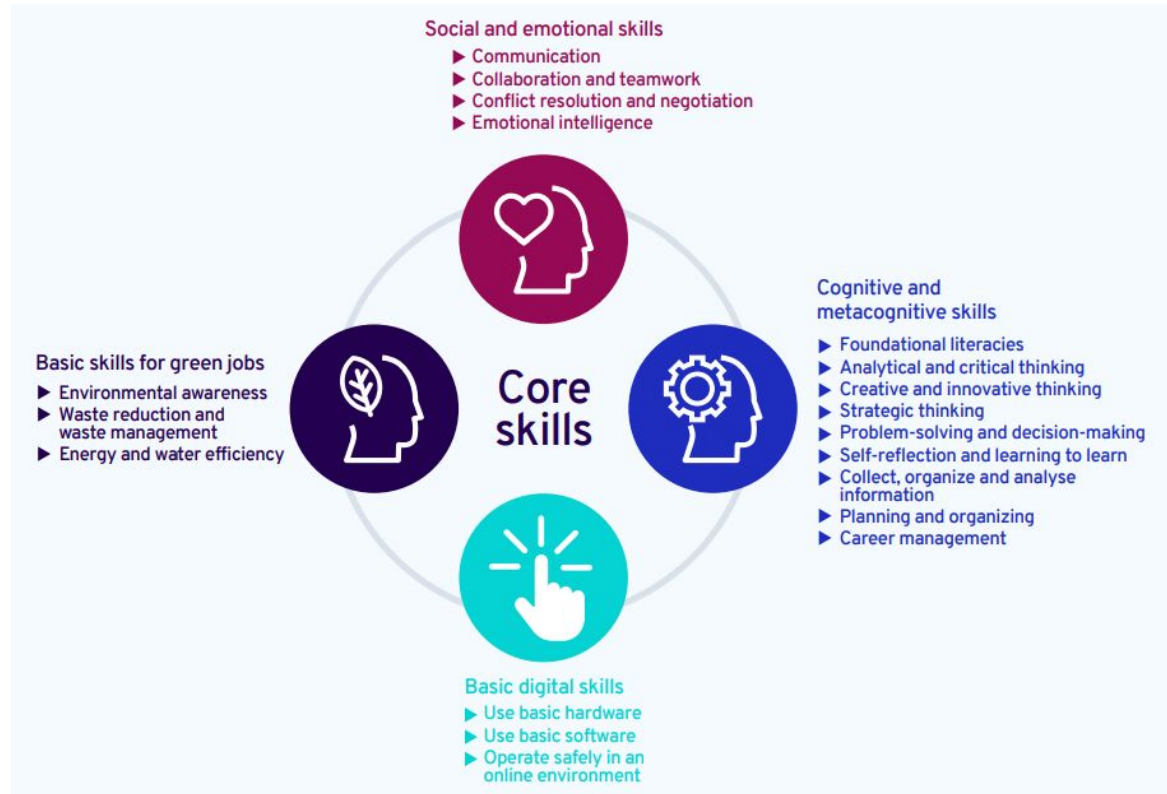 Social and emotional skills
▶ Communication
▶ Collaboration and teamwork
▶ Conflict resolution and negotiation
▶ Emotional intelligence
Cognitive and
metacognitive skills
▶ Foundational literacies
▶ Analytical and critical thinking
▶ Creative and innovative thinking
▶ Strategic thinking
▶ Problem-solving and decision-making
▶ Self-reflection and learning to learn
▶ Collect, organize and analyse
information
▶ Planning and organizing
▶ Career management
Basic skills for green jobs
▶ Environmental awareness
▶ Waste reduction and
waste management
▶ Energy and water efficiency
Core
skills
Basic digital skills
▶ Use basic hardware
▶ Use basic software
▶ Operate safely in an
online environment